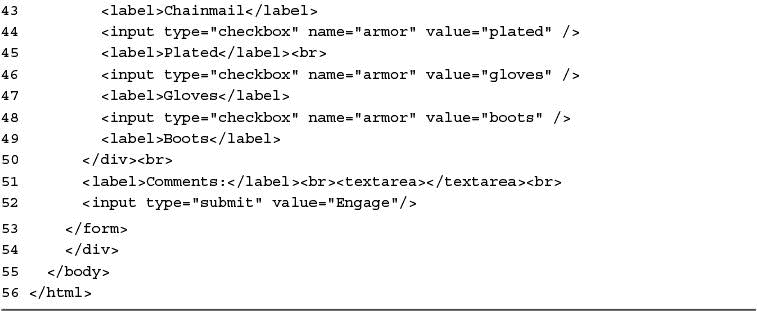 43         <label>Chainmail</label>
44         <input type="checkbox" name="armor" value="plated" />
45         <label>Plated</label><br>
46         <input type="checkbox" name="armor" value="gloves" />
47         <label>Gloves</label>
48         <input type="checkbox" name="armor" value="boots" />
49         <label>Boots</label>
50       </div><br>
51       <label>Comments:</label><br><textarea></textarea><br>
52       <input type="submit" value="Engage"/>
53     </form>
54     </div>
55   </body>
56 </html>